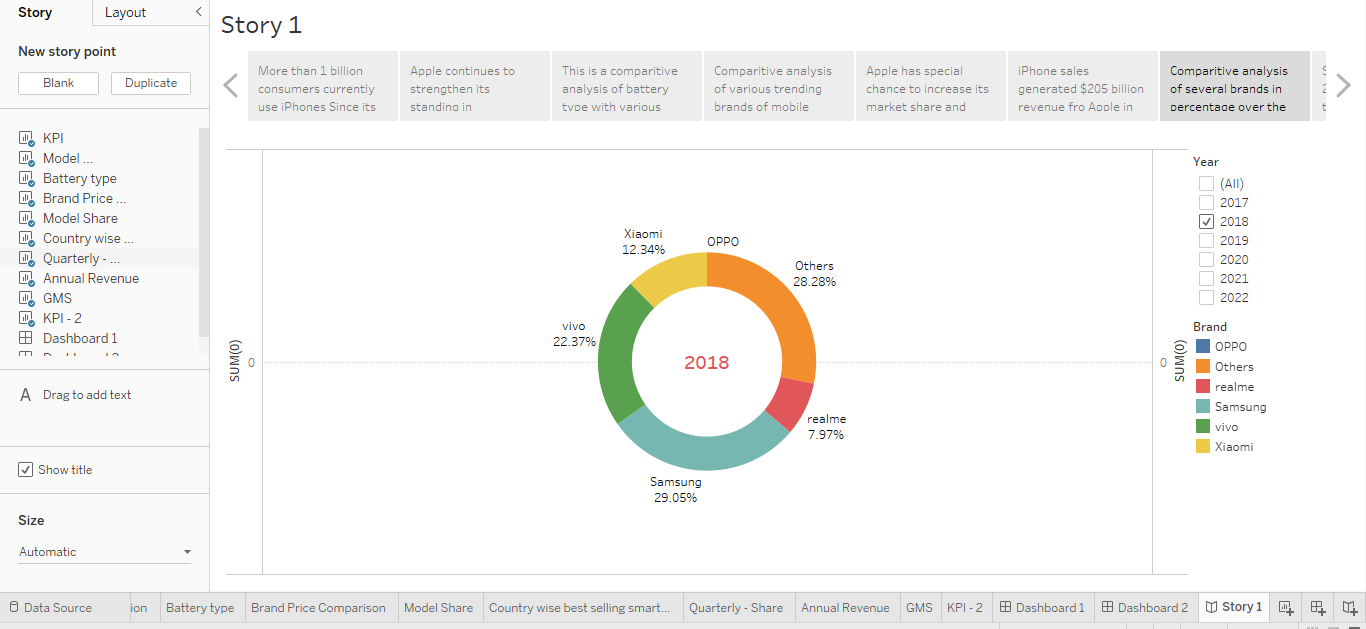 Story
Layout
New story point
Blank
Duplicate
KPI
Model ...
Battery type
Brand Price ...
Model Share
Country wise ...
Quarterly - ...
Annual Revenue
GMS
KPI - 2
Dashboard 1
A Drag to add text
Show title
Size
Automatic
Story 1
More than 1 billion
consumers currently
use iPhones Since its
Apple continues to
strengthen its
standing in
This is a comparitive
analysis of battery
type with various
Comparitive analysis
of various trending
brands of mobile
Apple has special
chance to increase its
market share and
iPhone sales
generated $205 billion
revenue fro Apple in
Comparitive analysis
of several brands in
percentage over the
SUM(0)
0
Xiaomi
12.34%
OPPO
Others
28.28%
vivo
22.37%
2018
realme
7.97%
Samsung
29.05%
0
SUM(0)
Year
(All)
2017
2018
2019
2020
2021
2022
Brand
OPPO
Others
realme
Samsung
vivo
Xiaomi
Data Source
ion
Battery type
Brand Price Comparison
Model Share
Country wise best selling smart...
Quarterly - Share
Annual Revenue
GMS
KPI - 2
Dashboard 1
Dashboard 2
Story 1